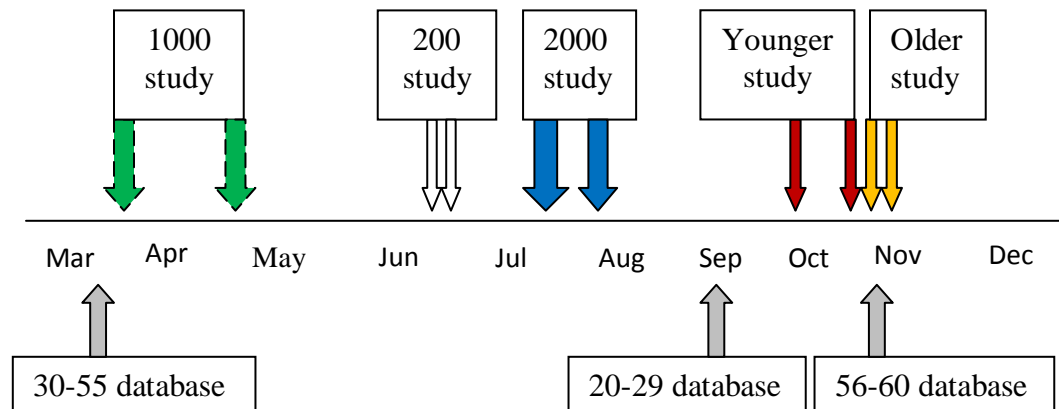 1000
study
200
study
2000
study
Younger
study
Older
study
Mar Apr May Jun Jul Aug Sep Oct Nov Dec
30-55 database
20-29 database
56-60 database